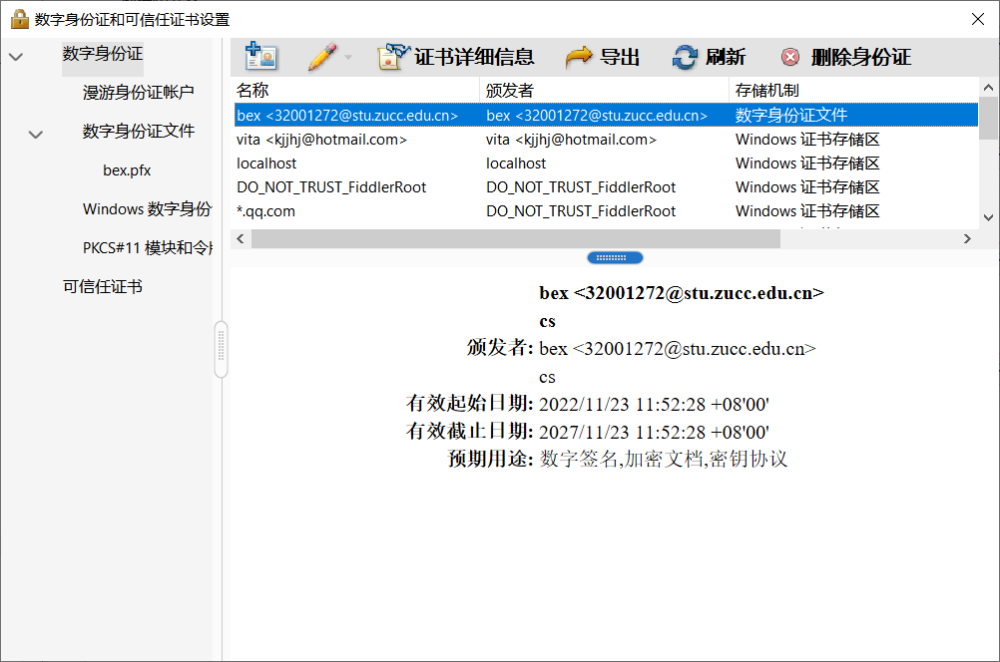 数字身份证和可信任证书设置
数字身份证
漫游身份证帐户
数字身份证文件
bex.pfx
Windows 数字身份
PKCS#11 模块和令
可信任证书
证书详细信息 导出 刷新 删除身份证
名称 颁发者 存储机制
bex <32001272@stu.zucc.edu.cn> bex <32001272@stu.zucc.edu.cn> 数字身份证文件
vita <kjjhj@hotmail.com> vita <kjjhj@hotmail.com> Windows 证书存储区
localhost localhost Windows 证书存储区
DO_NOT_TRUST_FiddlerRoot DO_NOT_TRUST_FiddlerRoot Windows 证书存储区
*.qq.com DO_NOT_TRUST_FiddlerRoot Windows 证书存储区
bex <32001272@stu.zucc.edu.cn>
cs
颁发者: bex <32001272@stu.zucc.edu.cn>
cs
有效起始日期: 2022/11/23 11:52:28 +08'00'
有效截止日期: 2027/11/23 11:52:28 +08'00'
预期用途: 数字签名,加密文档,密钥协议